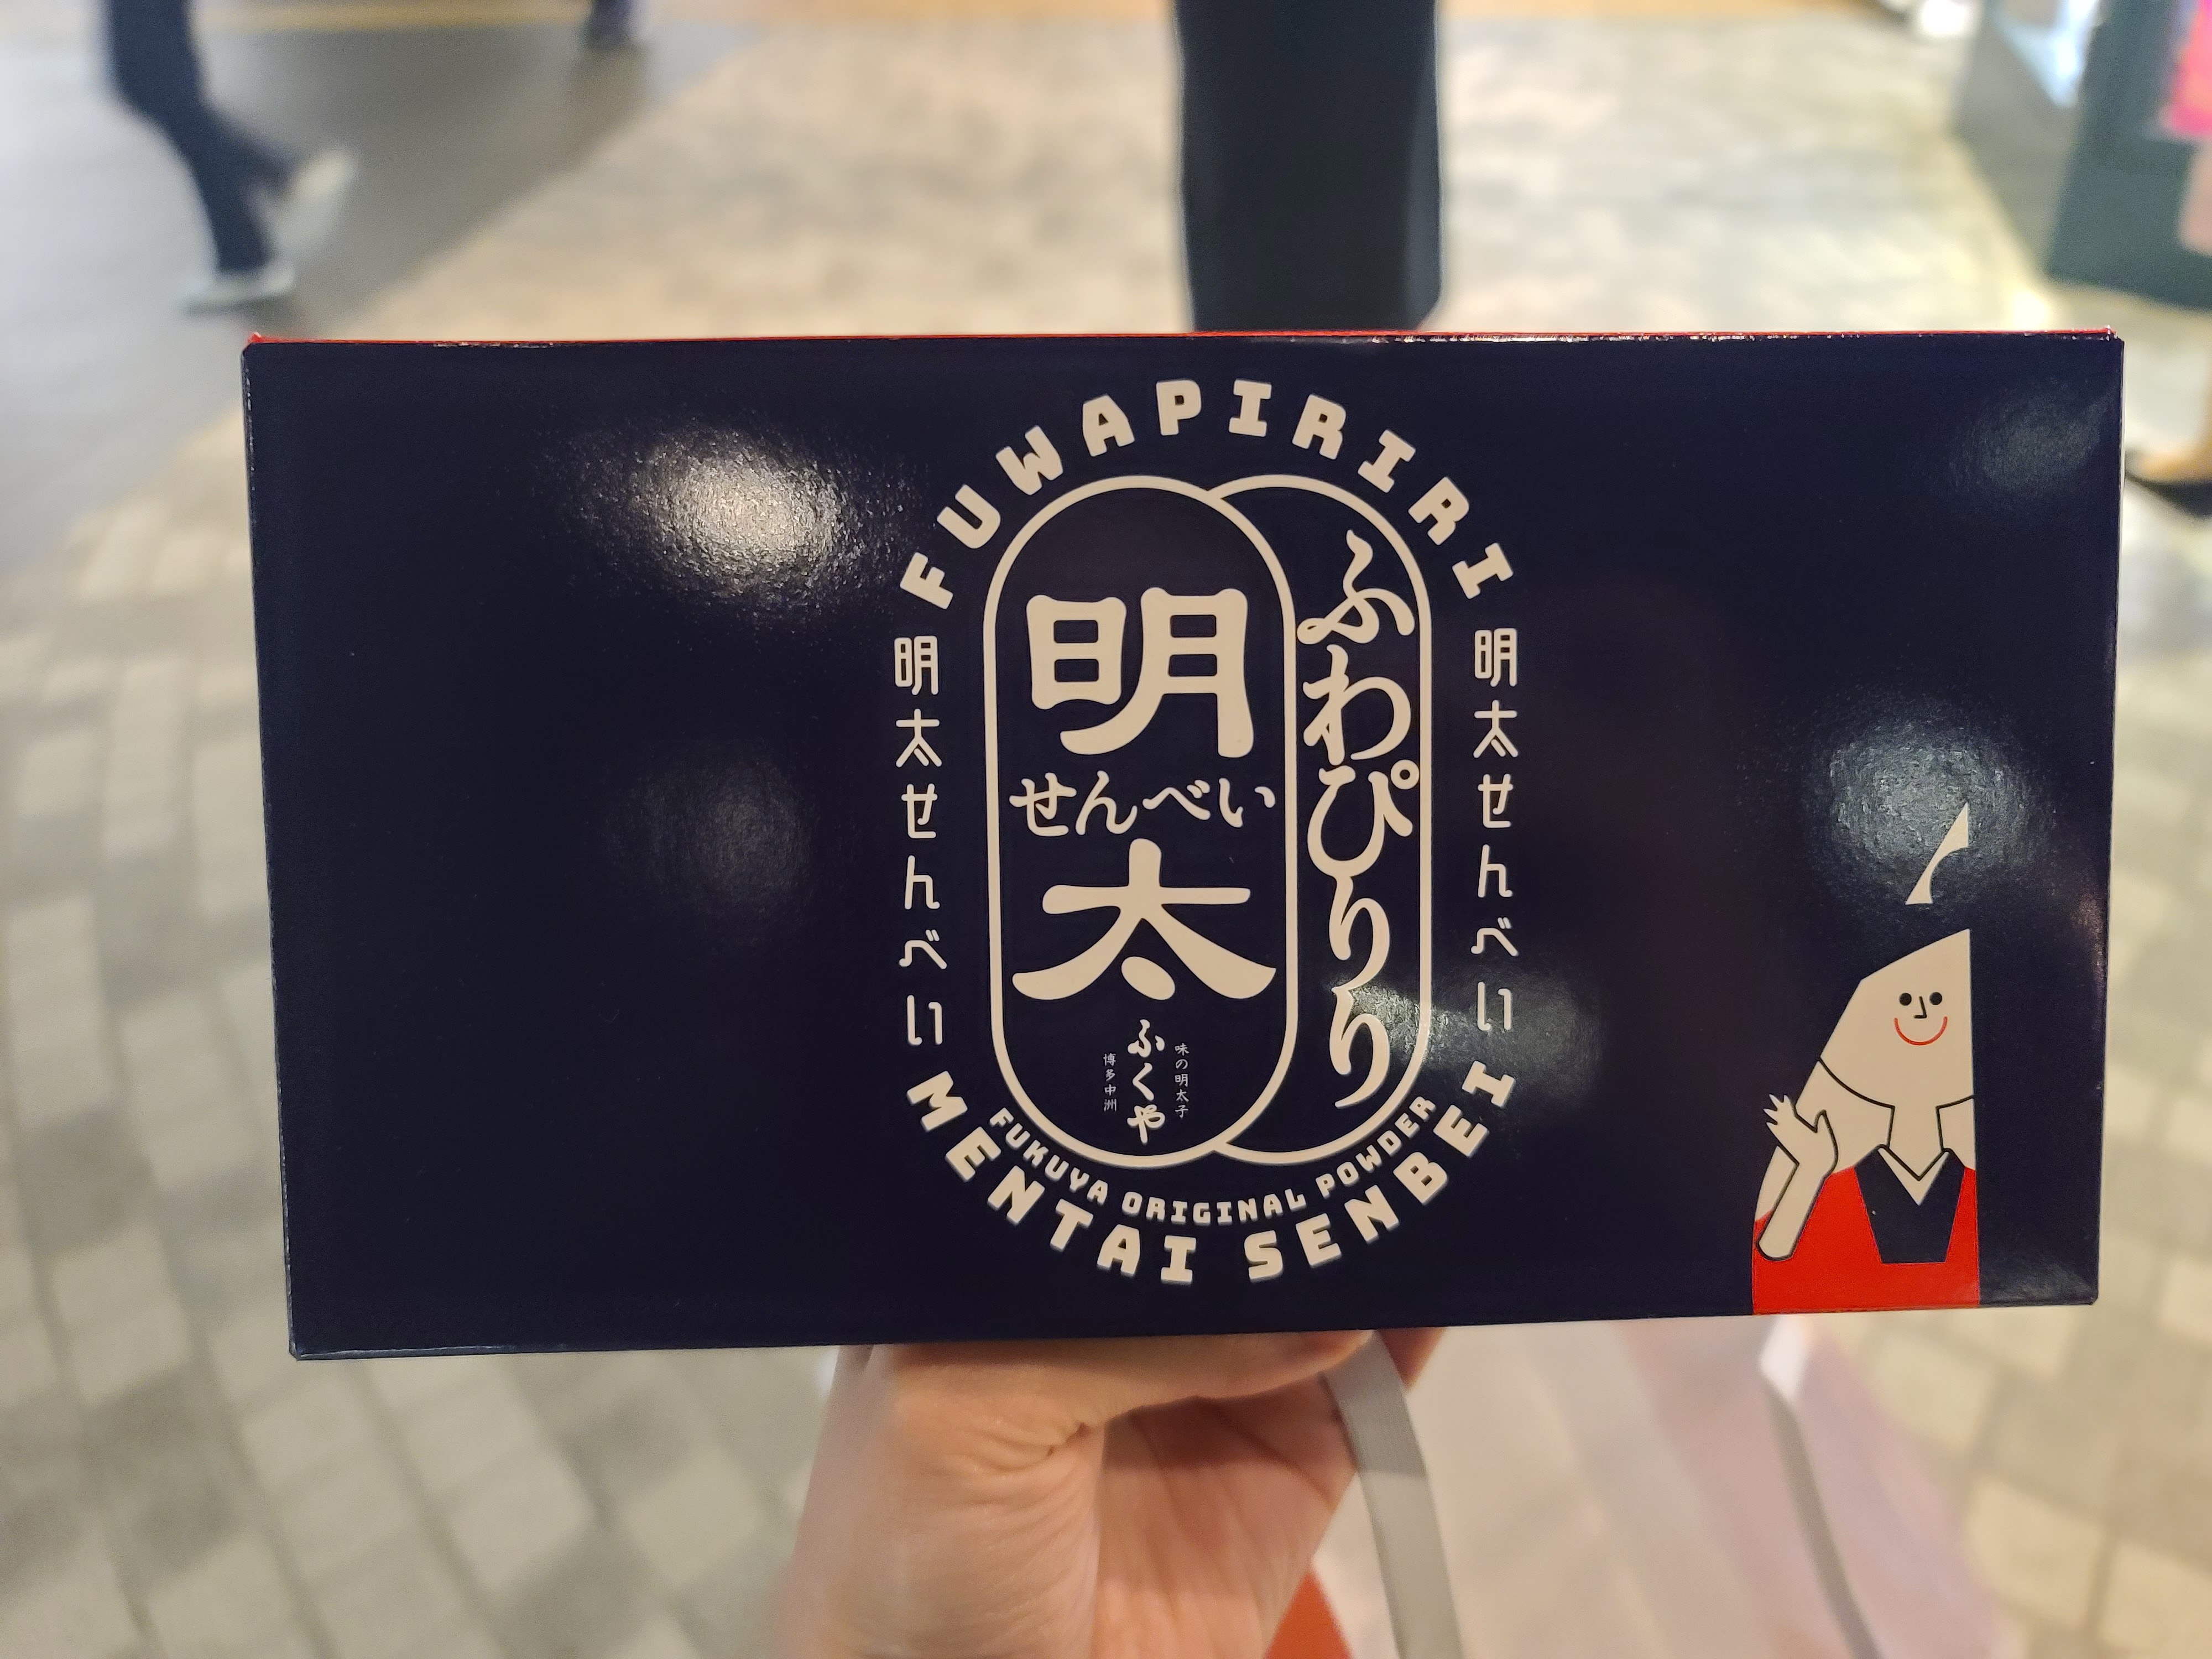 FUWAPIRIRI
明太せんべい
明太
せんべい
ふわぴりり
明太せんべい
味の明太子
ふくや
博多中洲
FUKUYA ORIGINAL POWDER
MENTAI SENBEI